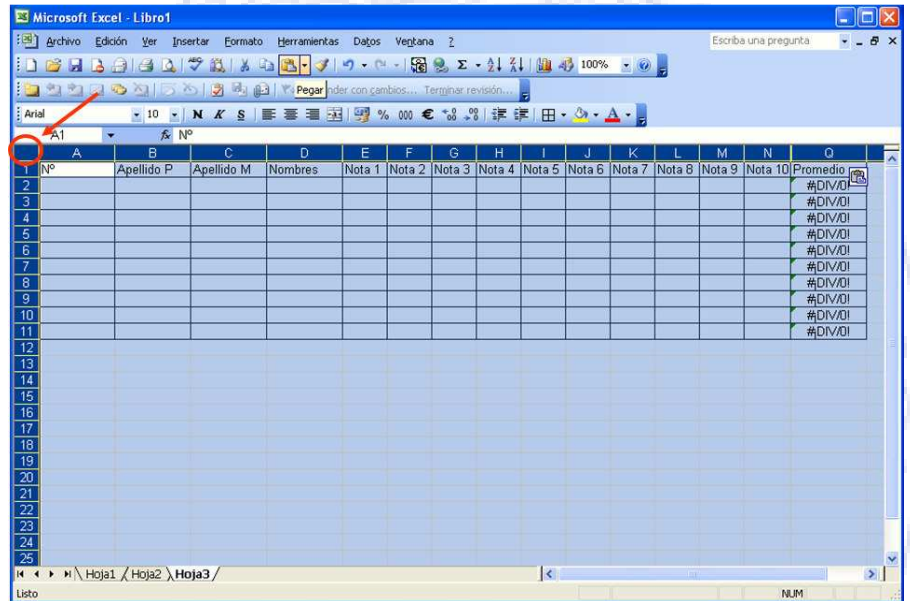 Microsoft Excel - Libro1
Archivo Edición Ver Insertar Formato Herramientas Datos Ventana ? Escriba una pregunta
100%
Pegar nder con cambios... Terminar revisión...
Arial 10 N K S % 000 €
A1 fx Nº
A B C D E F G H I J K L M N Q
1 Nº Apellido P Apellido M Nombres Nota 1 Nota 2 Nota 3 Nota 4 Nota 5 Nota 6 Nota 7 Nota 8 Nota 9 Nota 10 Promedio
2 #¡DIV/0!
3 #¡DIV/0!
4 #¡DIV/0!
5 #¡DIV/0!
6 #¡DIV/0!
7 #¡DIV/0!
8 #¡DIV/0!
9 #¡DIV/0!
10 #¡DIV/0!
11 #¡DIV/0!
12
13
14
15
16
17
18
19
20
21
22
23
24
25
Hoja1 Hoja2 Hoja3
Listo NUM